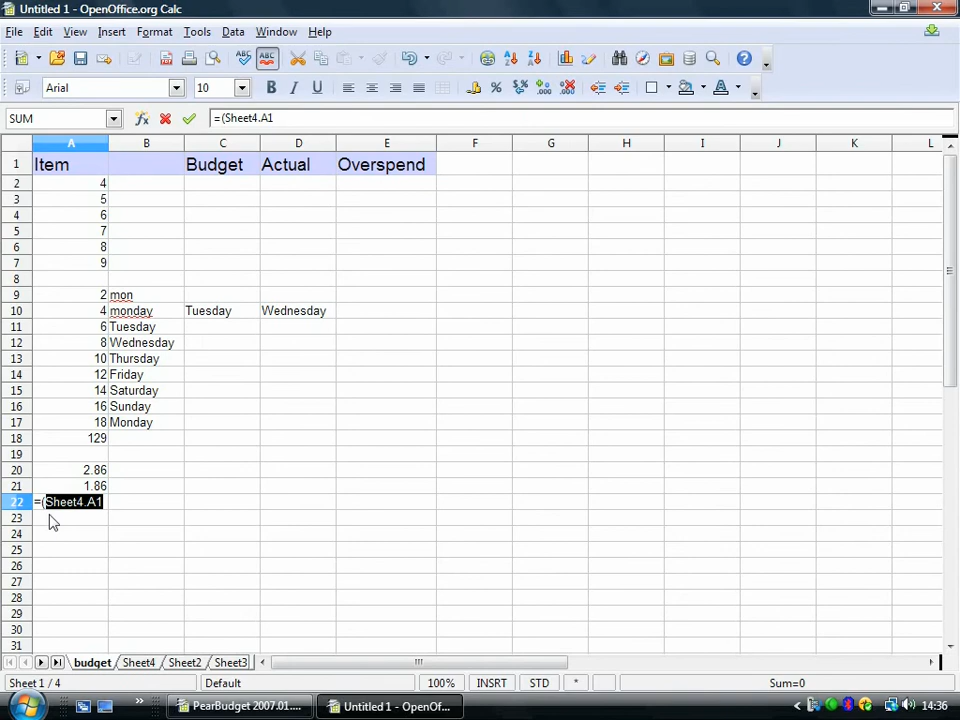 Untitled 1 - OpenOffice.org Calc
File Edit View Insert Format Tools Data Window Help
Arial 10
SUM =(Sheet4.A1
A B C D E F G H I J K L
1 Item Budget Actual Overspend
2 4
3 5
4 6
5 7
6 8
7 9
8
9 2 mon
10 4 monday Tuesday Wednesday
11 6 Tuesday
12 8 Wednesday
13 10 Thursday
14 12 Friday
15 14 Saturday
16 16 Sunday
17 18 Monday
18 129
19
20 2.86
21 1.86
22 =(Sheet4.A1
23
24
25
26
27
28
29
30
31
budget Sheet4 Sheet2 Sheet3
Sheet 1 / 4 Default 100% INSRT STD * Sum=0
PearBudget 2007.01.... Untitled 1 - OpenOf... 14:36